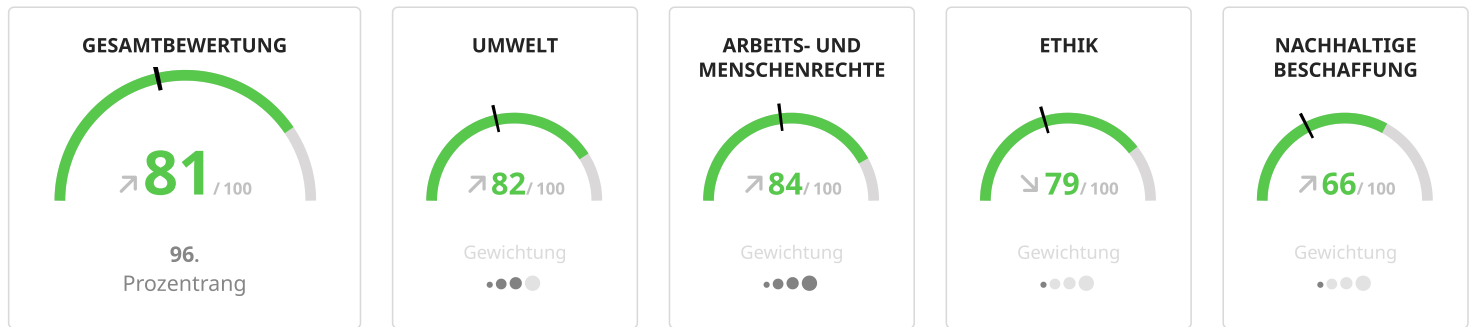 GESAMTBEWERTUNG
81 / 100
96.
Prozentrang
UMWELT
82 / 100
Gewichtung
ARBEITS- UND
MENSCHENRECHTE
84 / 100
Gewichtung
ETHIK
79 / 100
Gewichtung
NACHHALTIGE
BESCHAFFUNG
66 / 100
Gewichtung